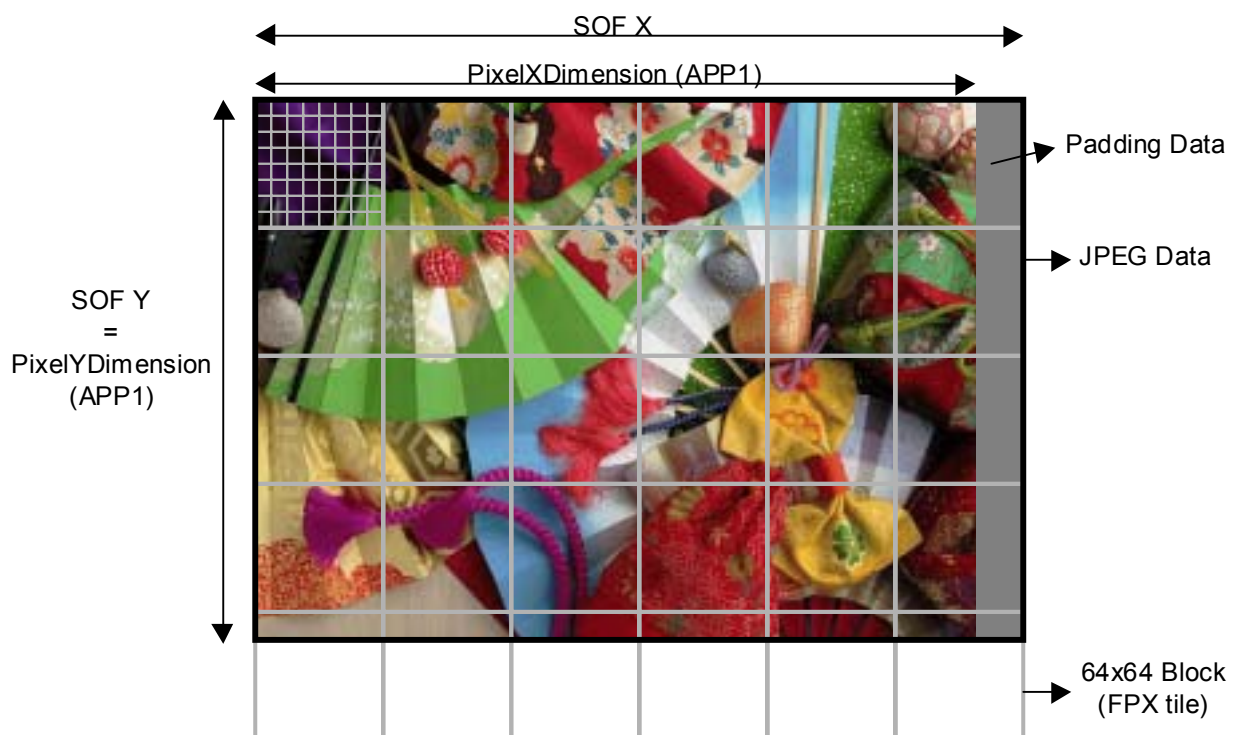 SOF X
PixelXDimension (APP1)
Padding Data
JPEG Data
SOF Y
=
PixelYDimension
(APP1)
64x64 Block
(FPX tile)